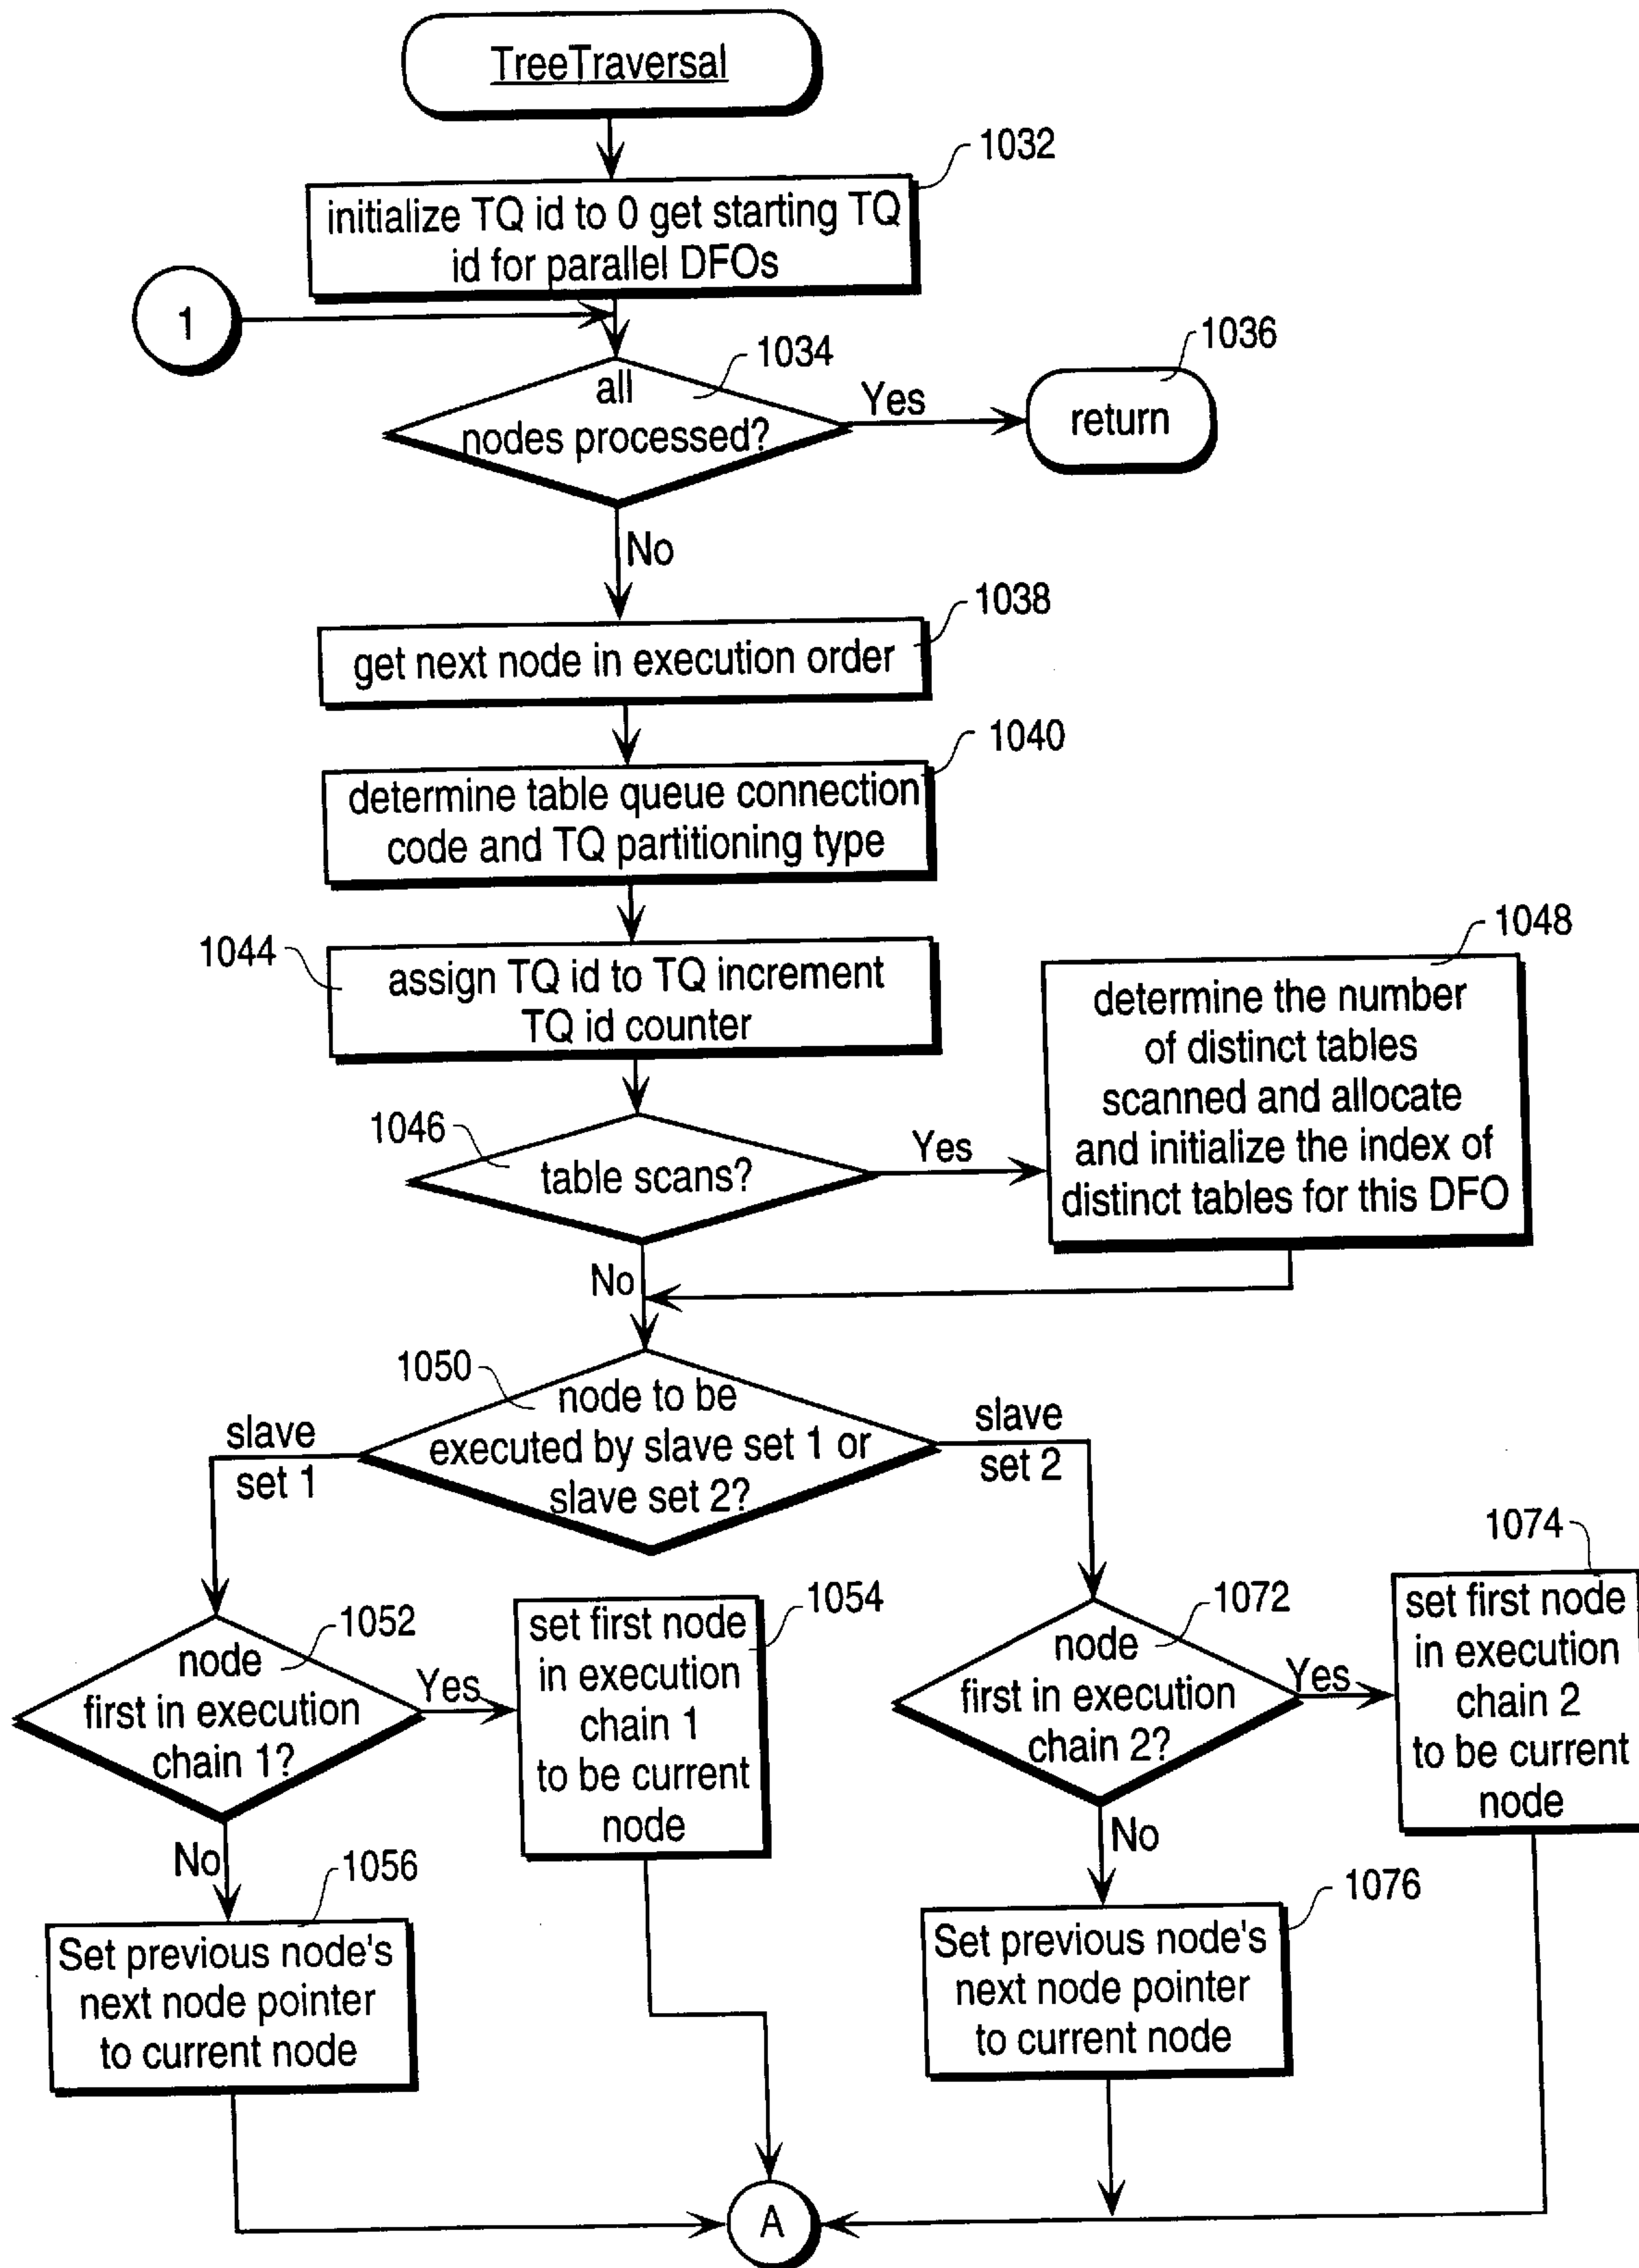 TreeTraversal
1032
initialize TQ id to 0 get starting TQ
id for parallel DFOs
1
1034
all
nodes processed?
Yes
1036
return
No
1038
get next node in execution order
1040
determine table queue connection
code and TQ partitioning type
1044
assign TQ id to TQ increment
TQ id counter
1048
determine the number
of distinct tables
scanned and allocate
and initialize the index of
distinct tables for this DFO
1046
table scans?
Yes
No
1050
node to be
executed by slave set 1 or
slave set 2?
slave
set 1
slave
set 2
1052
node
first in execution
chain 1?
Yes
1054
set first node
in execution
chain 1
to be current
node
1072
node
first in execution
chain 2?
Yes
1074
set first node
in execution
chain 2
to be current
node
No
1056
Set previous node's
next node pointer
to current node
No
1076
Set previous node's
next node pointer
to current node
A